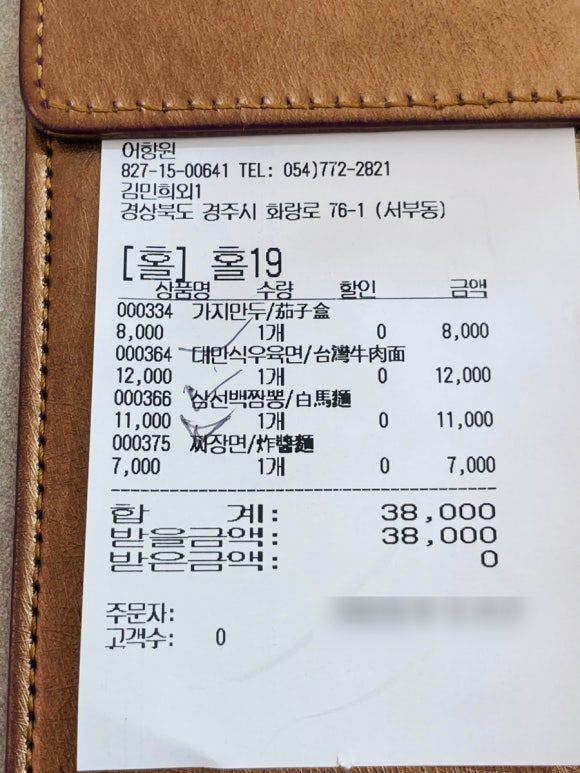 어항원
827-15-00641 TEL: 054)772-2821
김민희외1
경상북도 경주시 화랑로 76-1 (서부동)
[홀] 홀19
상품명 수량 할인 금액
000334 가지만두/茄子盒
8,000 1개 0 8,000
000364 대만식우육면/台灣牛肉面
12,000 1개 0 12,000
000366 삼선백짬뽕/白馬麵
11,000 1개 0 11,000
000375 짜장면/炸醬麵
7,000 1개 0 7,000
합 계: 38,000
받을금액: 38,000
받은금액: 0
주문자:
고객수: 0